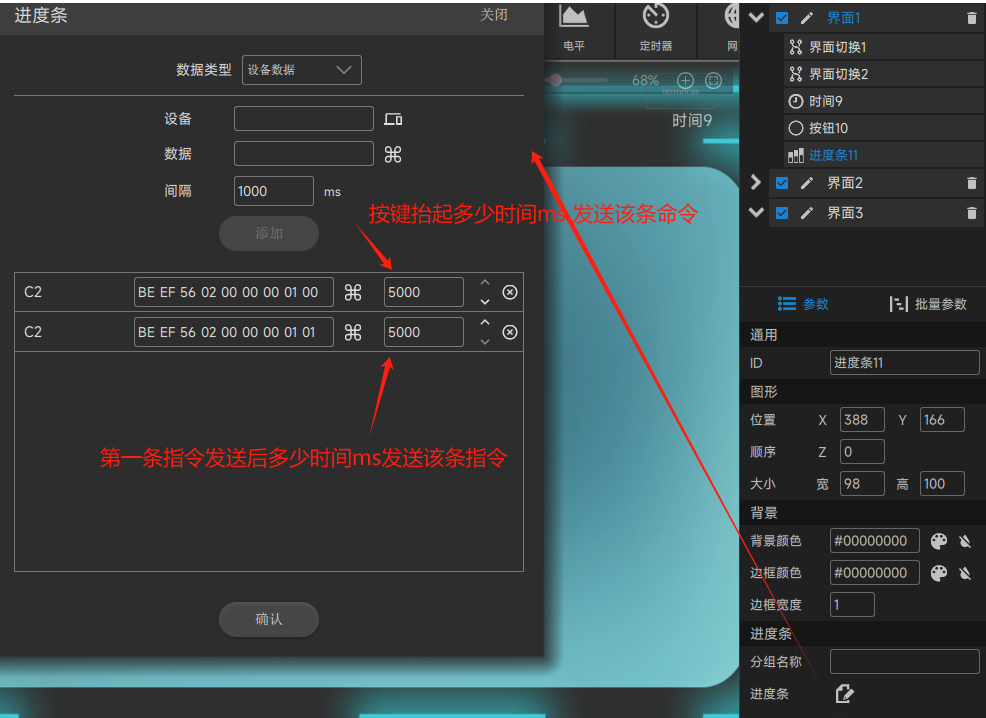 进度条
关闭
数据类型
设备数据
设备
数据
间隔
1000
ms
添加
C2
BE EF 56 02 00 00 00 01 00
5000
C2
BE EF 56 02 00 00 00 01 01
5000
确认
按键抬起多少时间ms 发送该条命令
第一条指令发送后多少时间ms发送该条指令
电平
定时器
网
68%
hh:mm:ss
时间9
界面1
界面切换1
界面切换2
时间9
按钮10
进度条11
界面2
界面3
参数
批量参数
通用
ID
进度条11
图形
位置
X
388
Y
166
顺序
Z
0
大小
宽
98
高
100
背景
背景颜色
#00000000
边框颜色
#00000000
边框宽度
1
进度条
分组名称
进度条